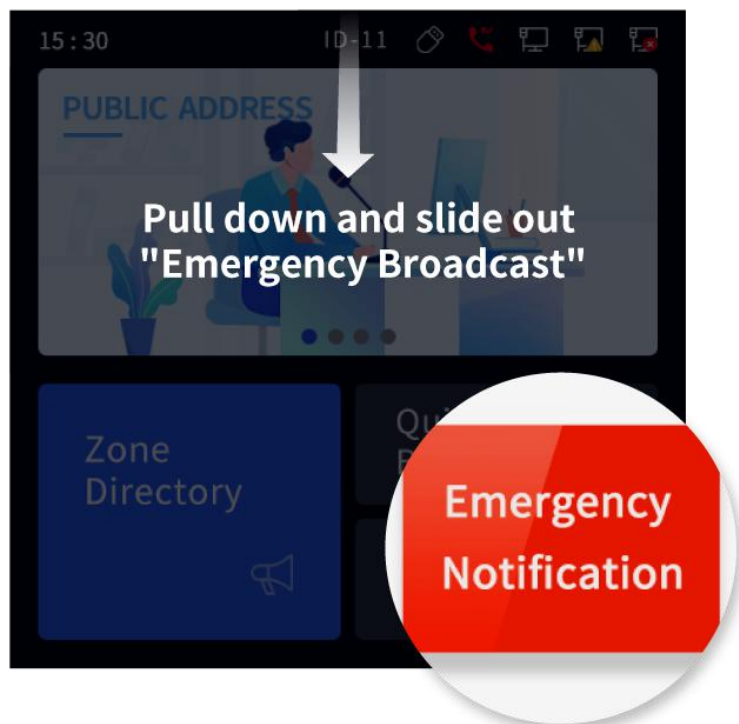 15:30
ID-11
PUBLIC ADDRESS
Pull down and slide out
"Emergency Broadcast"
Zone
Directory
Emergency
Notification